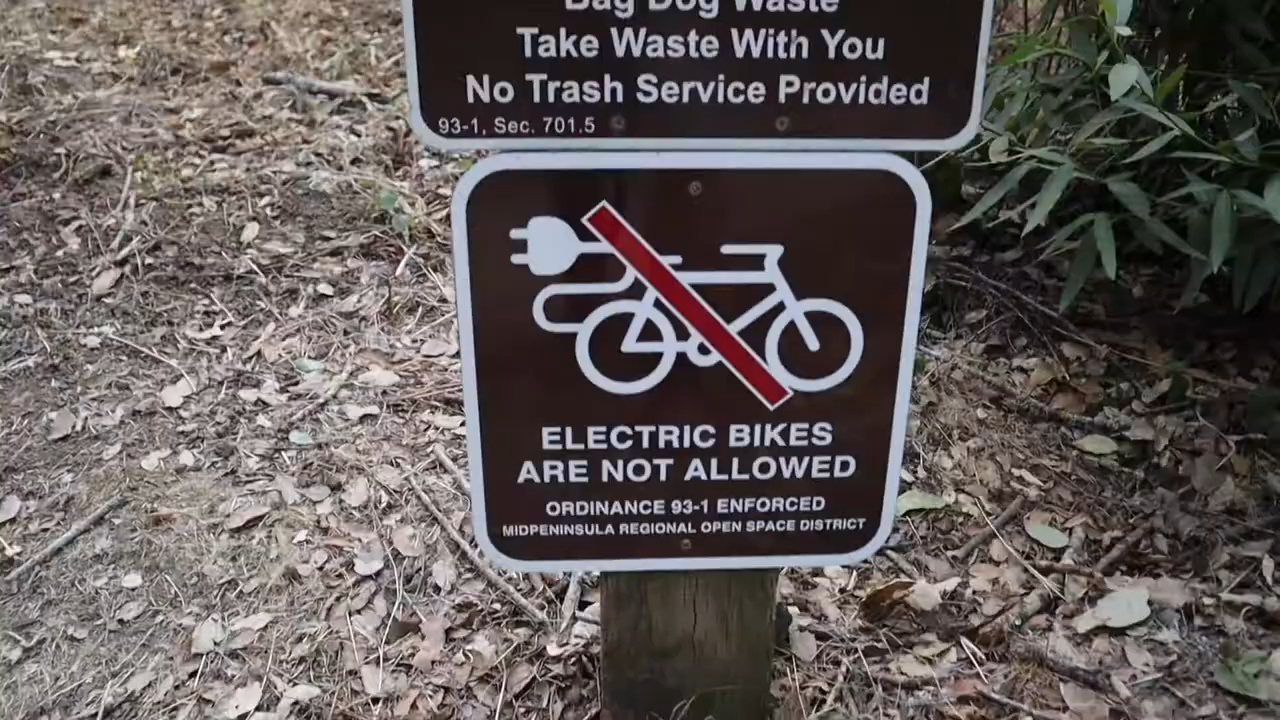 Bag Dog Waste
Take Waste With You
No Trash Service Provided
93-1, Sec. 701.5
ELECTRIC BIKES
ARE NOT ALLOWED
ORDINANCE 93-1 ENFORCED
MIDPENINSULA REGIONAL OPEN SPACE DISTRICT